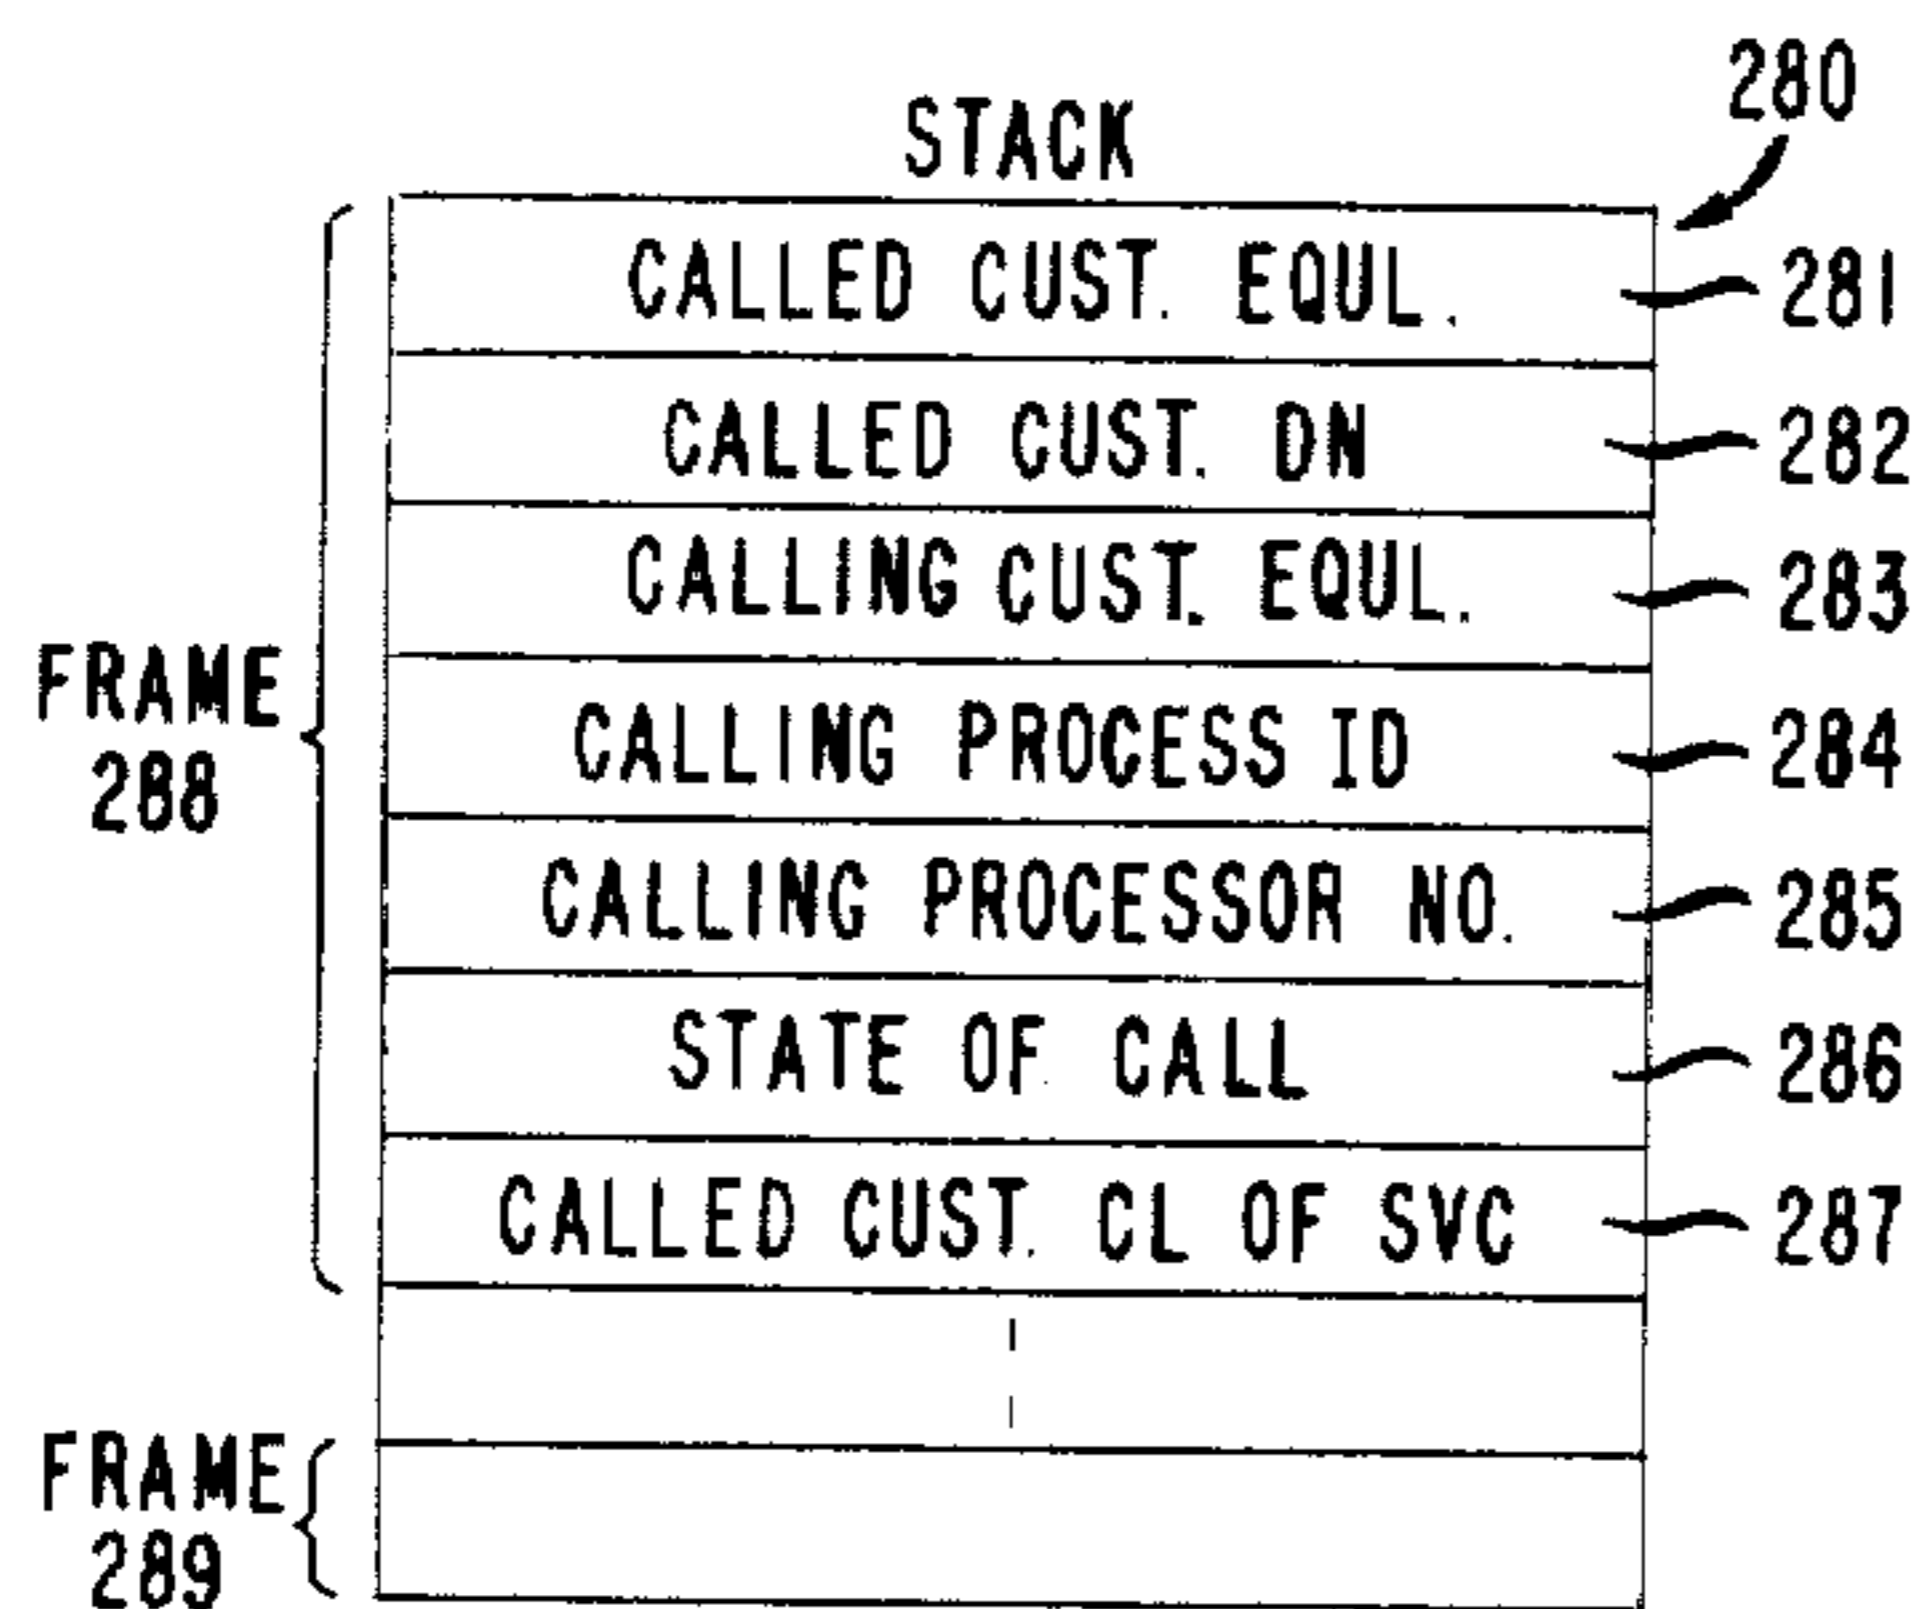 280
STACK
CALLED CUST. EQUL. 281
CALLED CUST. DN 282
CALLING CUST. EQUL. 283
FRAME
288
CALLING PROCESS ID 284
CALLING PROCESSOR NO. 285
STATE OF CALL 286
CALLED CUST. CL OF SVC 287
FRAME
289